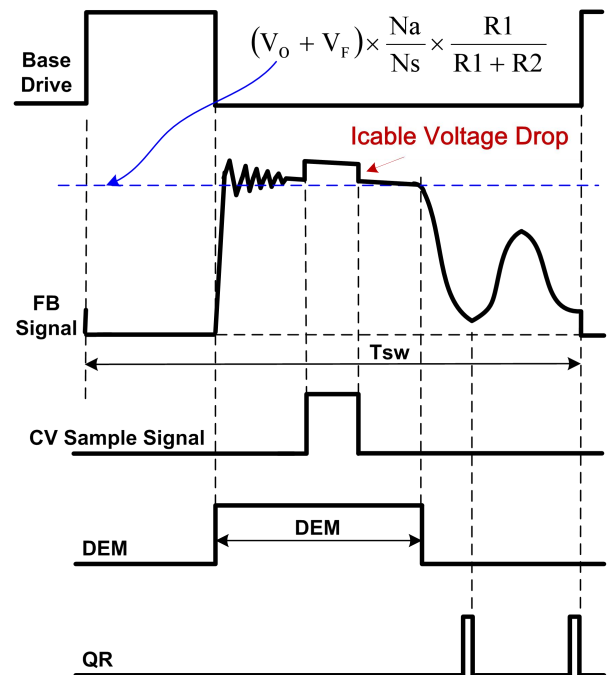 Base
Drive
(V_O + V_F) × Na/Ns × R1/(R1 + R2)
Icable Voltage Drop
FB
Signal
Tsw
CV Sample Signal
DEM
DEM
QR